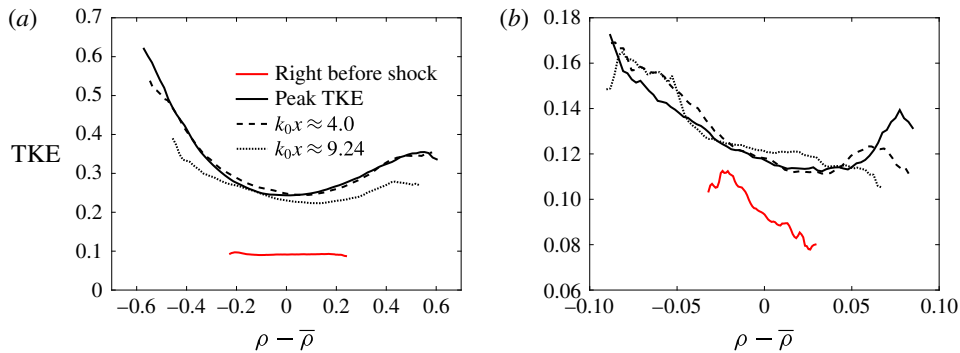 (a)
0.7
0.6
0.5
0.4
0.3
0.2
0.1
0
TKE
Right before shock
Peak TKE
k₀x ≈ 4.0
k₀x ≈ 9.24
−0.6 −0.4 −0.2 0 0.2 0.4 0.6
ρ − ρ̅
(b)
0.18
0.16
0.14
0.12
0.10
0.08
0.06
−0.10 −0.05 0 0.05 0.10
ρ − ρ̅